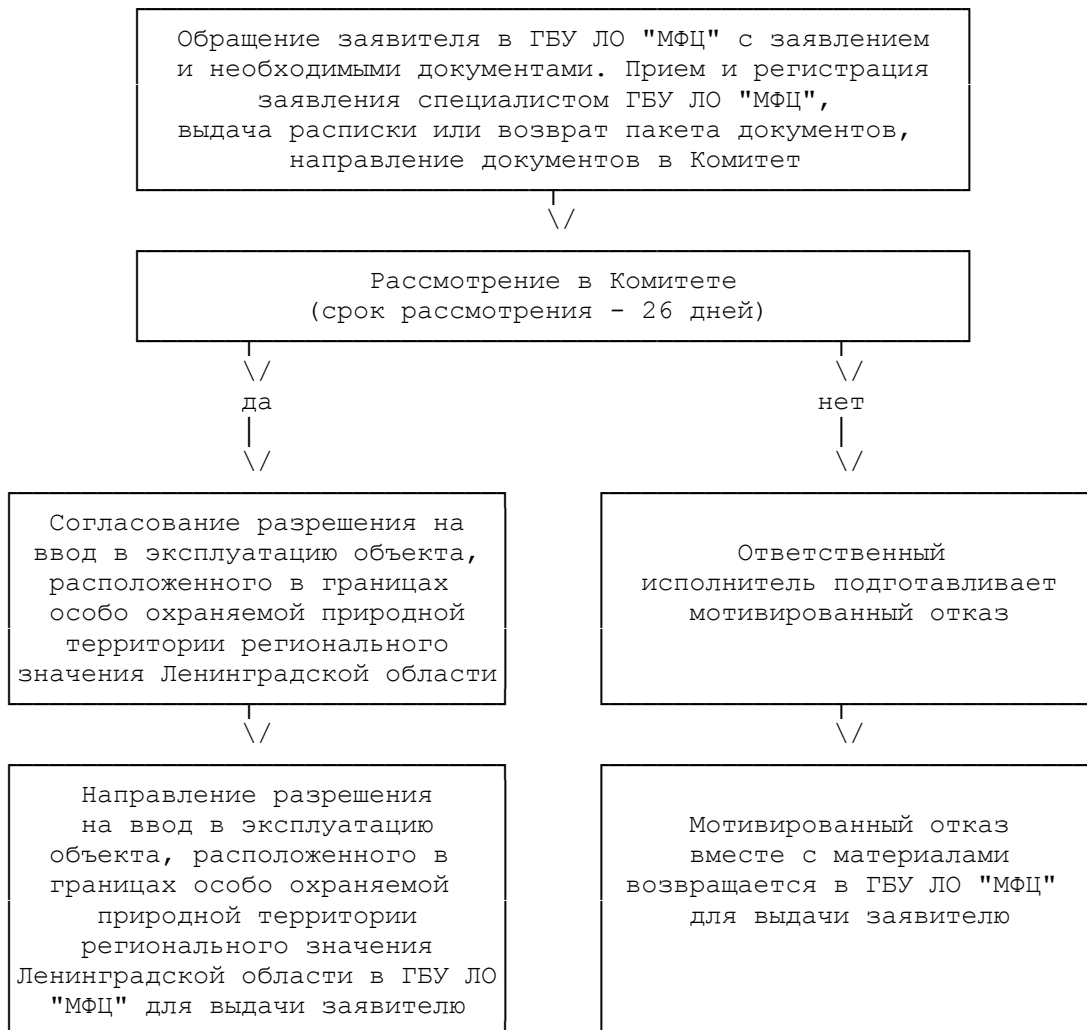 Обращение заявителя в ГБУ ЛО "МФЦ" с заявлением
и необходимыми документами. Прием и регистрация
заявления специалистом ГБУ ЛО "МФЦ",
выдача расписки или возврат пакета документов,
направление документов в Комитет
Рассмотрение в Комитете
(срок рассмотрения - 26 дней)
да
нет
Согласование разрешения на
ввод в эксплуатацию объекта,
расположенного в границах
особо охраняемой природной
территории регионального
значения Ленинградской области
Ответственный
исполнитель подготавливает
мотивированный отказ
Направление разрешения
на ввод в эксплуатацию
объекта, расположенного в
границах особо охраняемой
природной территории
регионального значения
Ленинградской области в ГБУ ЛО
"МФЦ" для выдачи заявителю
Мотивированный отказ
вместе с материалами
возвращается в ГБУ ЛО "МФЦ"
для выдачи заявителю